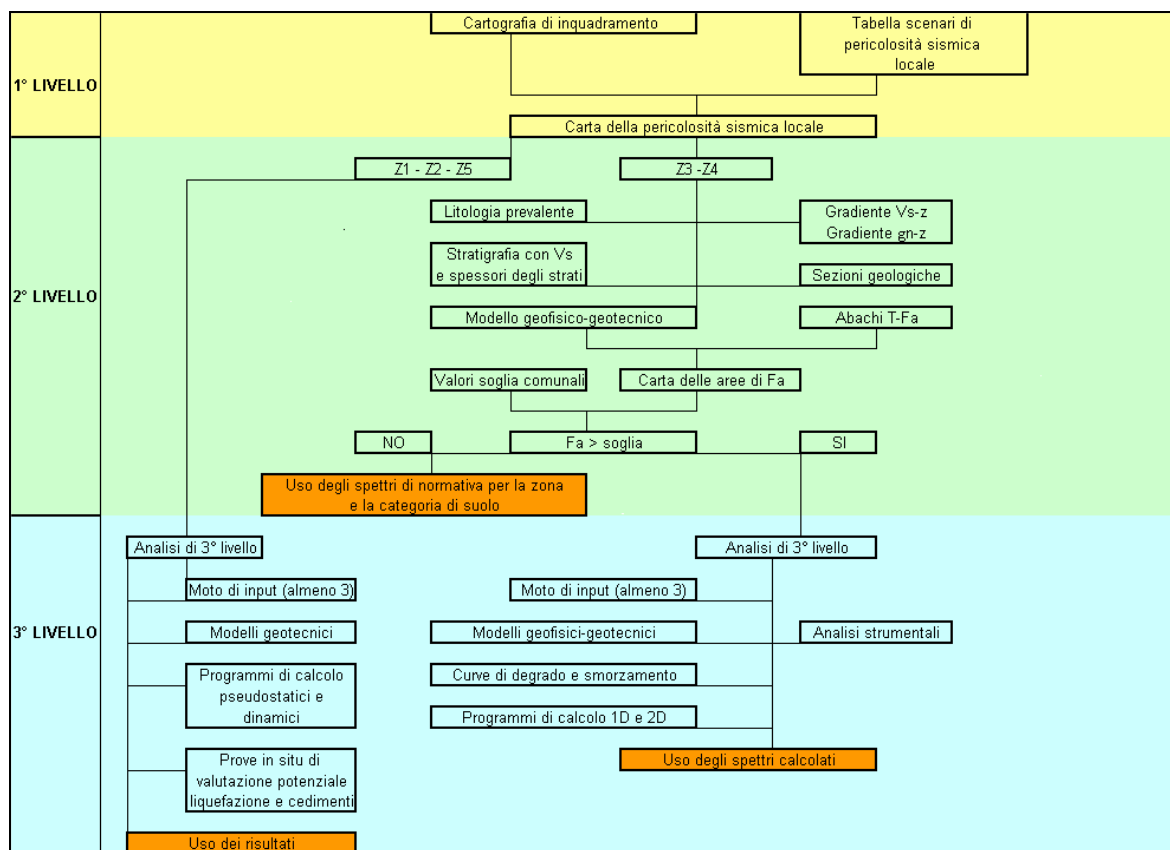 Cartografia di inquadramento
Tabella scenari di
pericolosità sismica
locale
1° LIVELLO
Carta della pericolosità sismica locale
Z1 - Z2 - Z5
Z3 -Z4
Litologia prevalente
Gradiente Vs-z
Gradiente gn-z
Stratigrafia con Vs
e spessori degli strati
Sezioni geologiche
2° LIVELLO
Modello geofisico-geotecnico
Abachi T-Fa
Valori soglia comunali
Carta delle aree di Fa
NO
Fa > soglia
SI
Uso degli spettri di normativa per la zona
e la categoria di suolo
Analisi di 3° livello
Analisi di 3° livello
Moto di input (almeno 3)
Moto di input (almeno 3)
3° LIVELLO
Modelli geotecnici
Modelli geofisici-geotecnici
Analisi strumentali
Programmi di calcolo
pseudostatici e
dinamici
Curve di degrado e smorzamento
Programmi di calcolo 1D e 2D
Prove in situ di
valutazione potenziale
liquefazione e cedimenti
Uso degli spettri calcolati
Uso dei risultati